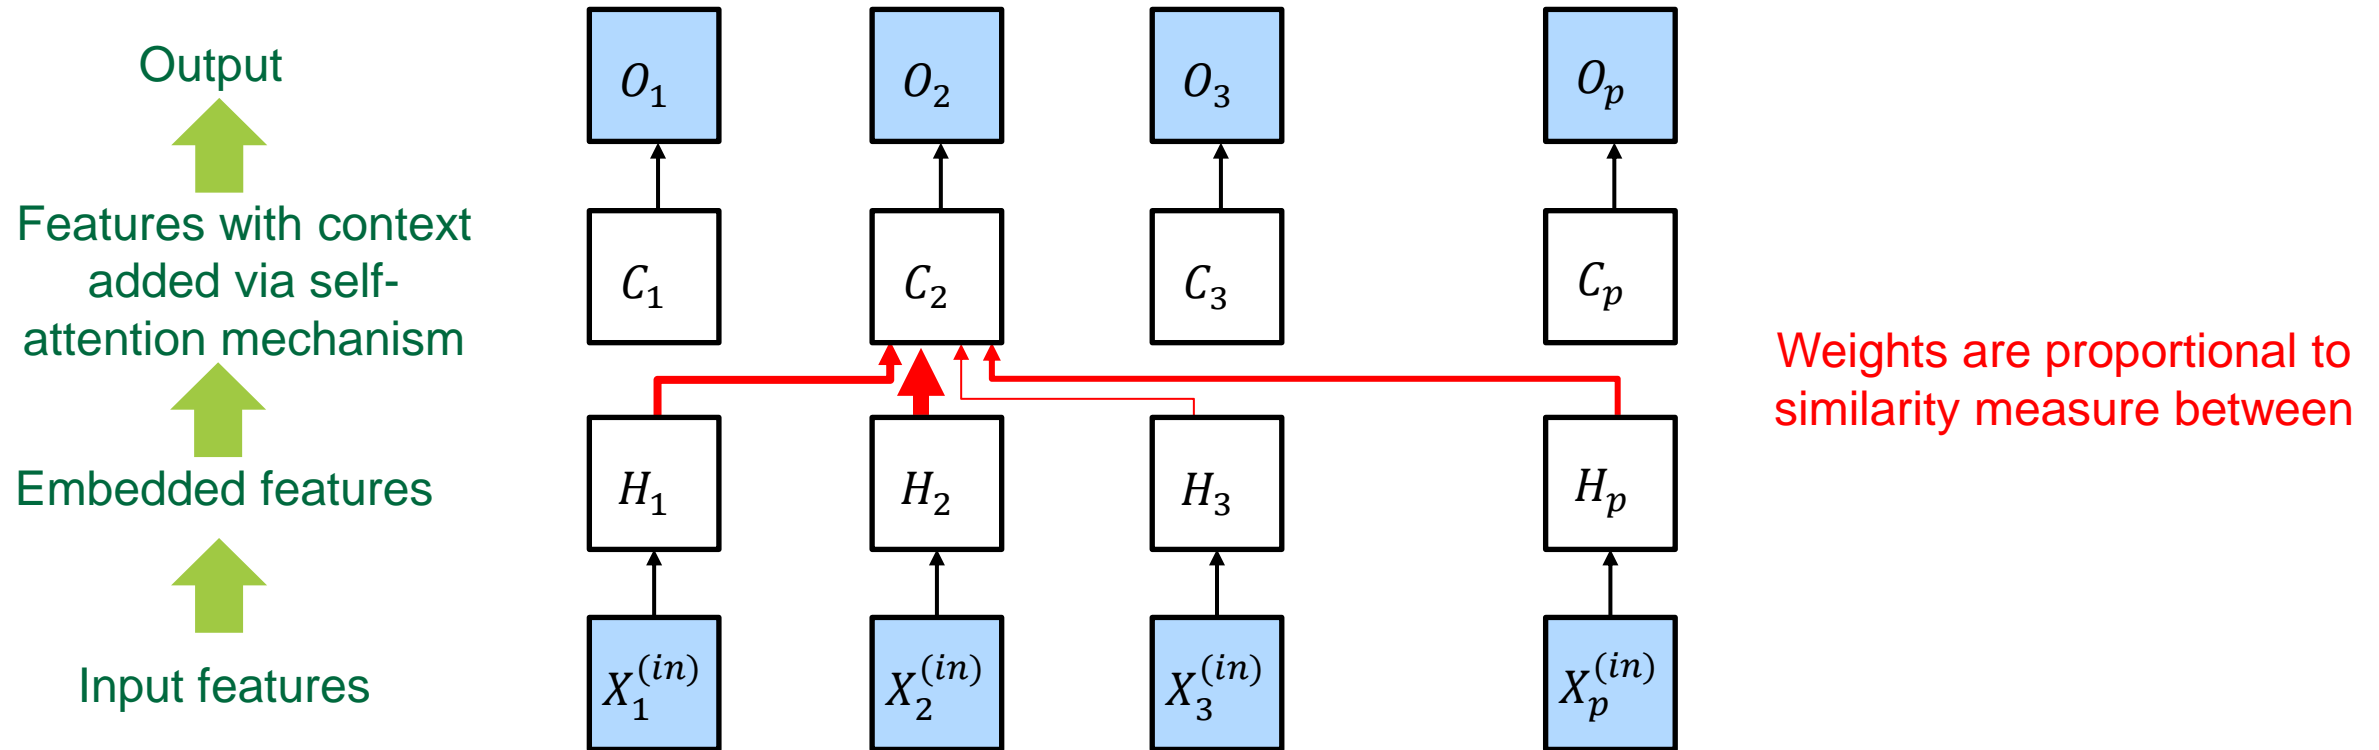 Output
O₁ O₂ O₃ Oₚ
Features with context
added via self-
attention mechanism
C₁ C₂ C₃ Cₚ
Weights are proportional to
similarity measure between
Embedded features
H₁ H₂ H₃ Hₚ
Input features
X₁^(in) X₂^(in) X₃^(in) Xₚ^(in)